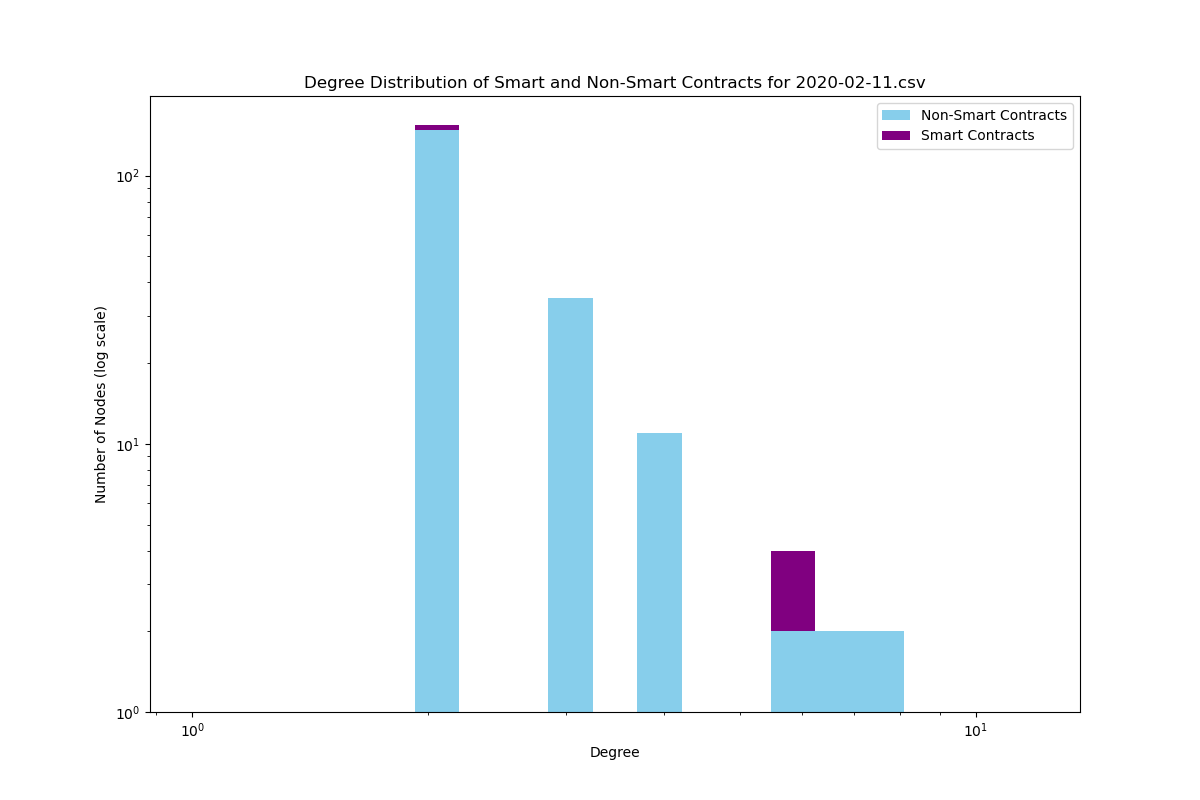 Degree Distribution of Smart and Non-Smart Contracts for 2020-02-11.csv
Non-Smart Contracts
Smart Contracts
Number of Nodes (log scale)
10²
10¹
10⁰
10⁰ 10¹
Degree